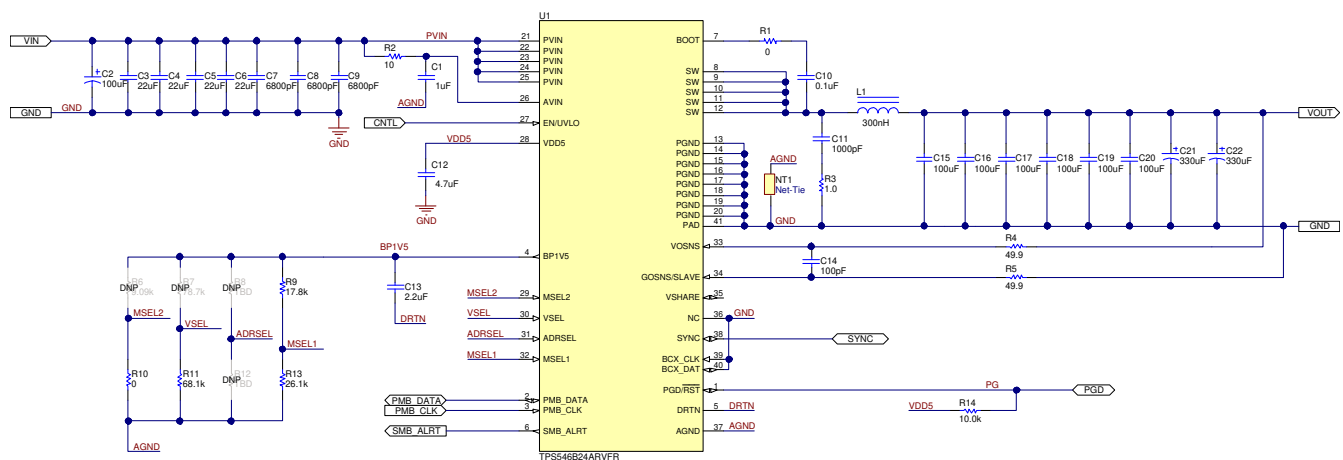 U1
VIN
PVIN
R2
10
C2
100uF
C3
22uF
C4
22uF
C5
22uF
C6
22uF
C7
6800pF
C8
6800pF
C9
6800pF
C1
1uF
AGND
GND
GND
GND
CNTL
VDD5
C12
4.7uF
GND
21 PVIN
22 PVIN
23 PVIN
24 PVIN
25 PVIN
26 AVIN
27 EN/UVLO
28 VDD5
4 BP1V5
29 MSEL2
30 VSEL
31 ADRSEL
32 MSEL1
2 PMB_DATA
3 PMB_CLK
6 SMB_ALRT
BOOT 7
SW 8
SW 9
SW 10
SW 11
SW 12
PGND 13
PGND 14
PGND 15
PGND 16
PGND 17
PGND 18
PGND 19
PGND 20
PAD 41
VOSNS 33
GOSNS/SLAVE 34
VSHARE 35
NC 36
SYNC 38
BCX_CLK 39
BCX_DAT 40
PGD/RST 1
DRTN 5
AGND 37
TPS546B24ARVFR
R1
0
C10
0.1uF
L1
300nH
VOUT
C11
1000pF
R3
1.0
AGND
NT1
Net-Tie
GND
C15
100uF
C16
100uF
C17
100uF
C18
100uF
C19
100uF
C20
100uF
C21
330uF
C22
330uF
GND
C14
100pF
R4
49.9
R5
49.9
GND
SYNC
PG
PGD
VDD5
R14
10.0k
DRTN
AGND
BP1V5
R6
DNP
R7
DNP
R8
DNP
R9
17.8k
C13
2.2uF
DRTN
MSEL2
VSEL
ADRSEL
MSEL1
R10
0
R11
68.1k
R12
DNP
R13
26.1k
AGND
MSEL2
VSEL
ADRSEL
MSEL1
PMB_DATA
PMB_CLK
SMB_ALRT